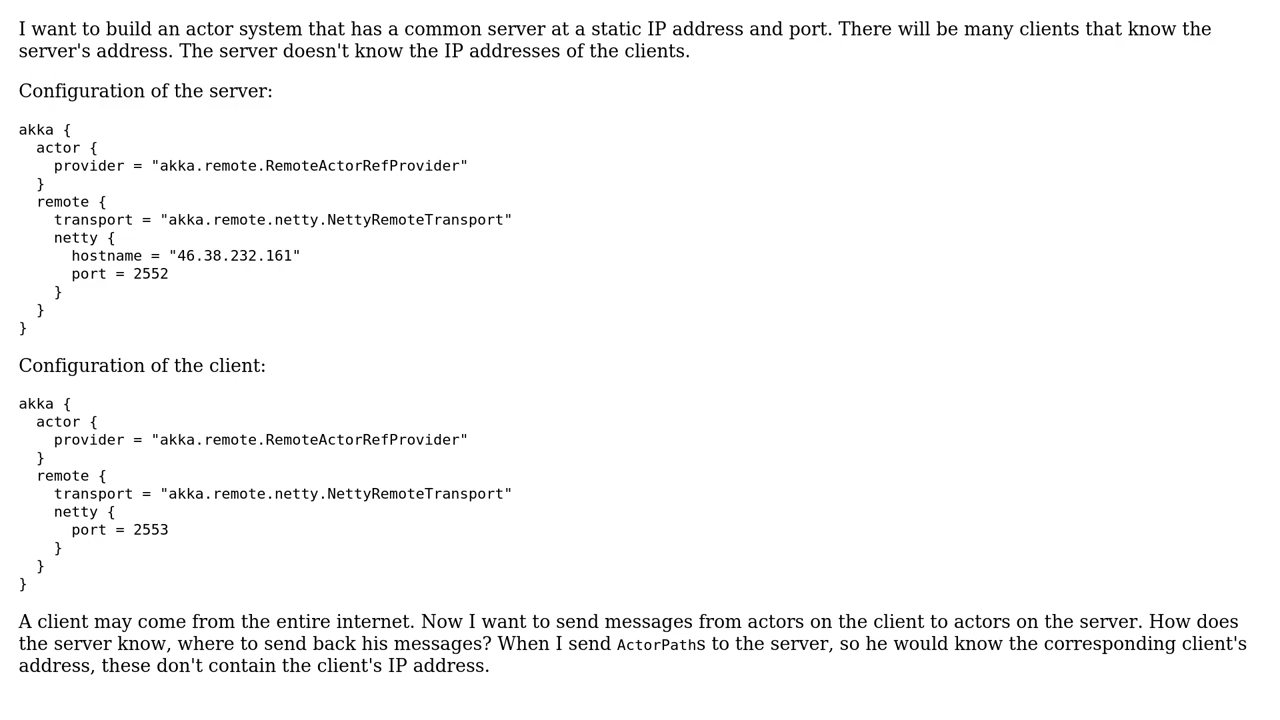 I want to build an actor system that has a common server at a static IP address and port. There will be many clients that know the
server's address. The server doesn't know the IP addresses of the clients.
Configuration of the server:
akka {
  actor {
    provider = "akka.remote.RemoteActorRefProvider"
  }
  remote {
    transport = "akka.remote.netty.NettyRemoteTransport"
    netty {
      hostname = "46.38.232.161"
      port = 2552
    }
  }
}
Configuration of the client:
akka {
  actor {
    provider = "akka.remote.RemoteActorRefProvider"
  }
  remote {
    transport = "akka.remote.netty.NettyRemoteTransport"
    netty {
      port = 2553
    }
  }
}
A client may come from the entire internet. Now I want to send messages from actors on the client to actors on the server. How does
the server know, where to send back his messages? When I send ActorPaths to the server, so he would know the corresponding client's
address, these don't contain the client's IP address.